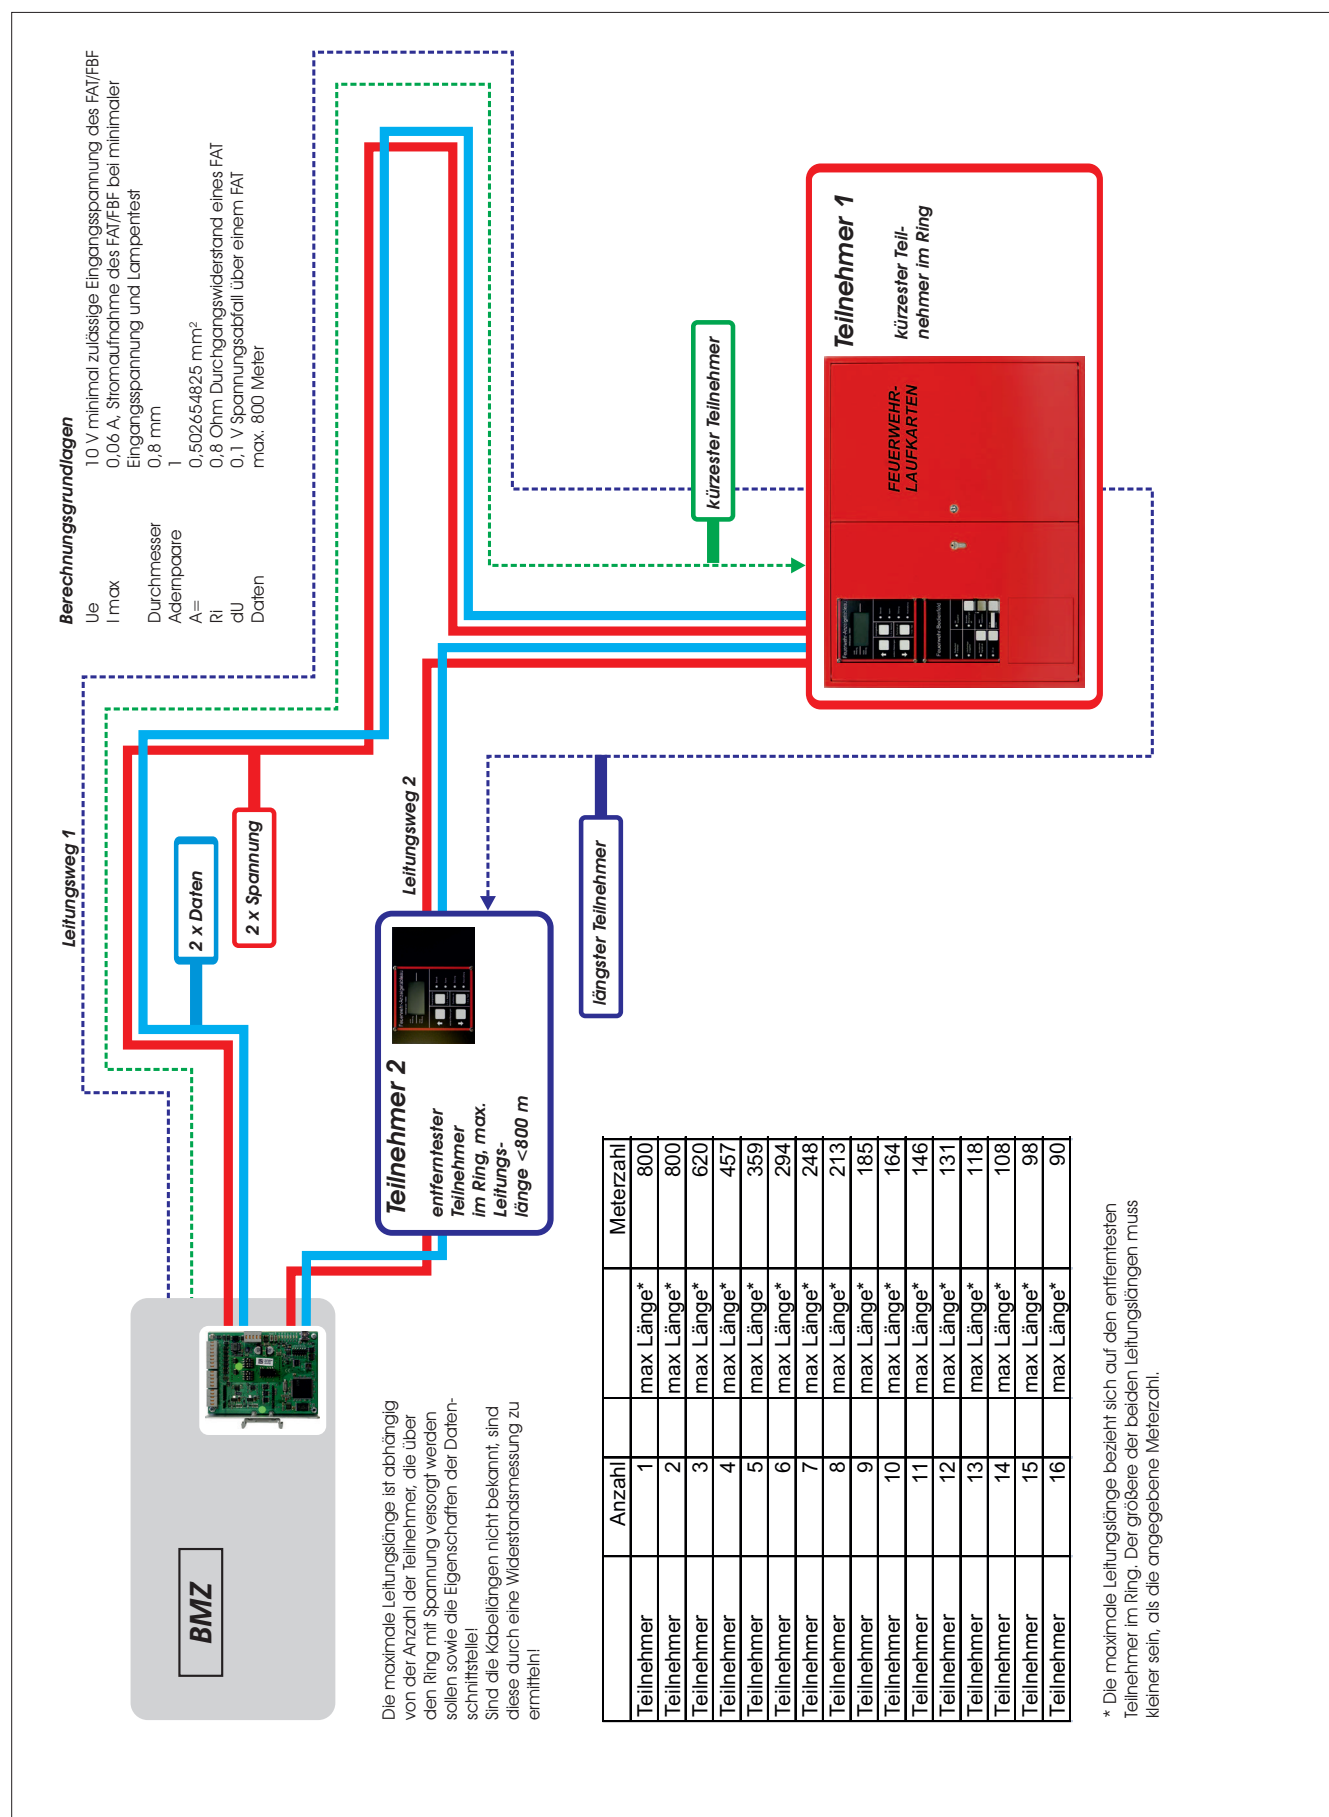 Leitungsweg 1
Berechnungsgrundlagen
Ue 10 V minimal zulässige Eingangsspannung des FAT/FBF
I max 0,06 A, Stromaufnahme des FAT/FBF bei minimaler
Eingangsspannung und Lampentest
Durchmesser 0,8 mm
Adernpaare 1
A= 0,502654825 mm²
Ri 0,8 Ohm Durchgangswiderstand eines FAT
dU 0,1 V Spannungsabfall über einem FAT
Daten max. 800 Meter
BMZ
2 x Daten
2 x Spannung
Leitungsweg 2
Teilnehmer 2
entferntester
Teilnehmer
im Ring, max.
Leitungs-
länge <800 m
längster Teilnehmer
kürzester Teilnehmer
Teilnehmer 1
kürzester Teil-
nehmer im Ring
FEUERWEHR-
LAUFKARTEN
Die maximale Leitungslänge ist abhängig
von der Anzahl der Teilnehmer, die über
den Ring mit Spannung versorgt werden
sollen sowie die Eigenschaften der Daten-
schnittstelle!
Sind die Kabellängen nicht bekannt, sind
diese durch eine Widerstandsmessung zu
ermitteln!
Anzahl Meterzahl
Teilnehmer 1 max Länge* 800
Teilnehmer 2 max Länge* 800
Teilnehmer 3 max Länge* 620
Teilnehmer 4 max Länge* 457
Teilnehmer 5 max Länge* 359
Teilnehmer 6 max Länge* 294
Teilnehmer 7 max Länge* 248
Teilnehmer 8 max Länge* 213
Teilnehmer 9 max Länge* 185
Teilnehmer 10 max Länge* 164
Teilnehmer 11 max Länge* 146
Teilnehmer 12 max Länge* 131
Teilnehmer 13 max Länge* 118
Teilnehmer 14 max Länge* 108
Teilnehmer 15 max Länge* 98
Teilnehmer 16 max Länge* 90
* Die maximale Leitungslänge bezieht sich auf den entferntesten
Teilnehmer im Ring. Der größere der beiden Leitungslängen muss
kleiner sein, als die angegebene Meterzahl.